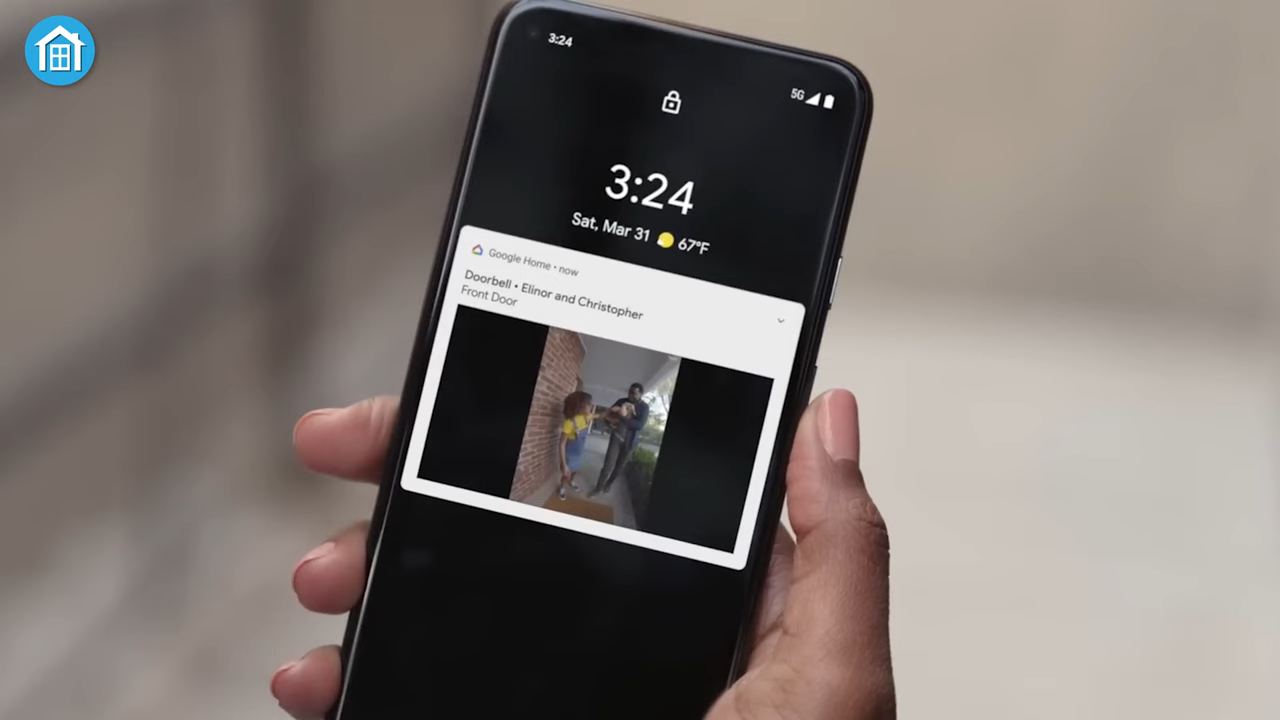 3:24
5G
3:24
Sat, Mar 31 67°F
Google Home • now
Doorbell • Elinor and Christopher
Front Door